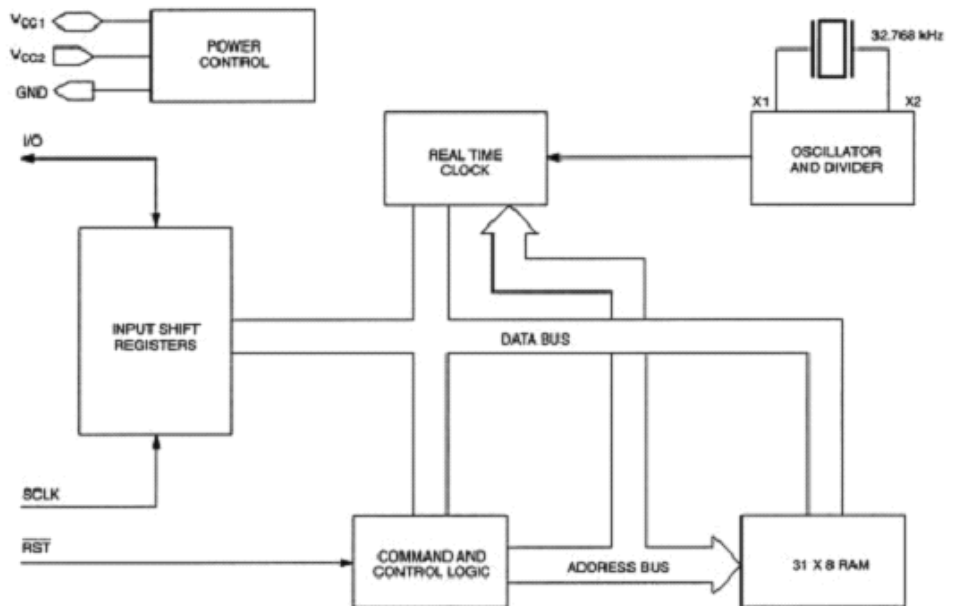 VCC1
VCC2
GND
POWER
CONTROL
32.768 kHz
X1
X2
I/O
REAL TIME
CLOCK
OSCILLATOR
AND DIVIDER
INPUT SHIFT
REGISTERS
DATA BUS
SCLK
RST
COMMAND AND
CONTROL LOGIC
ADDRESS BUS
31 X 8 RAM